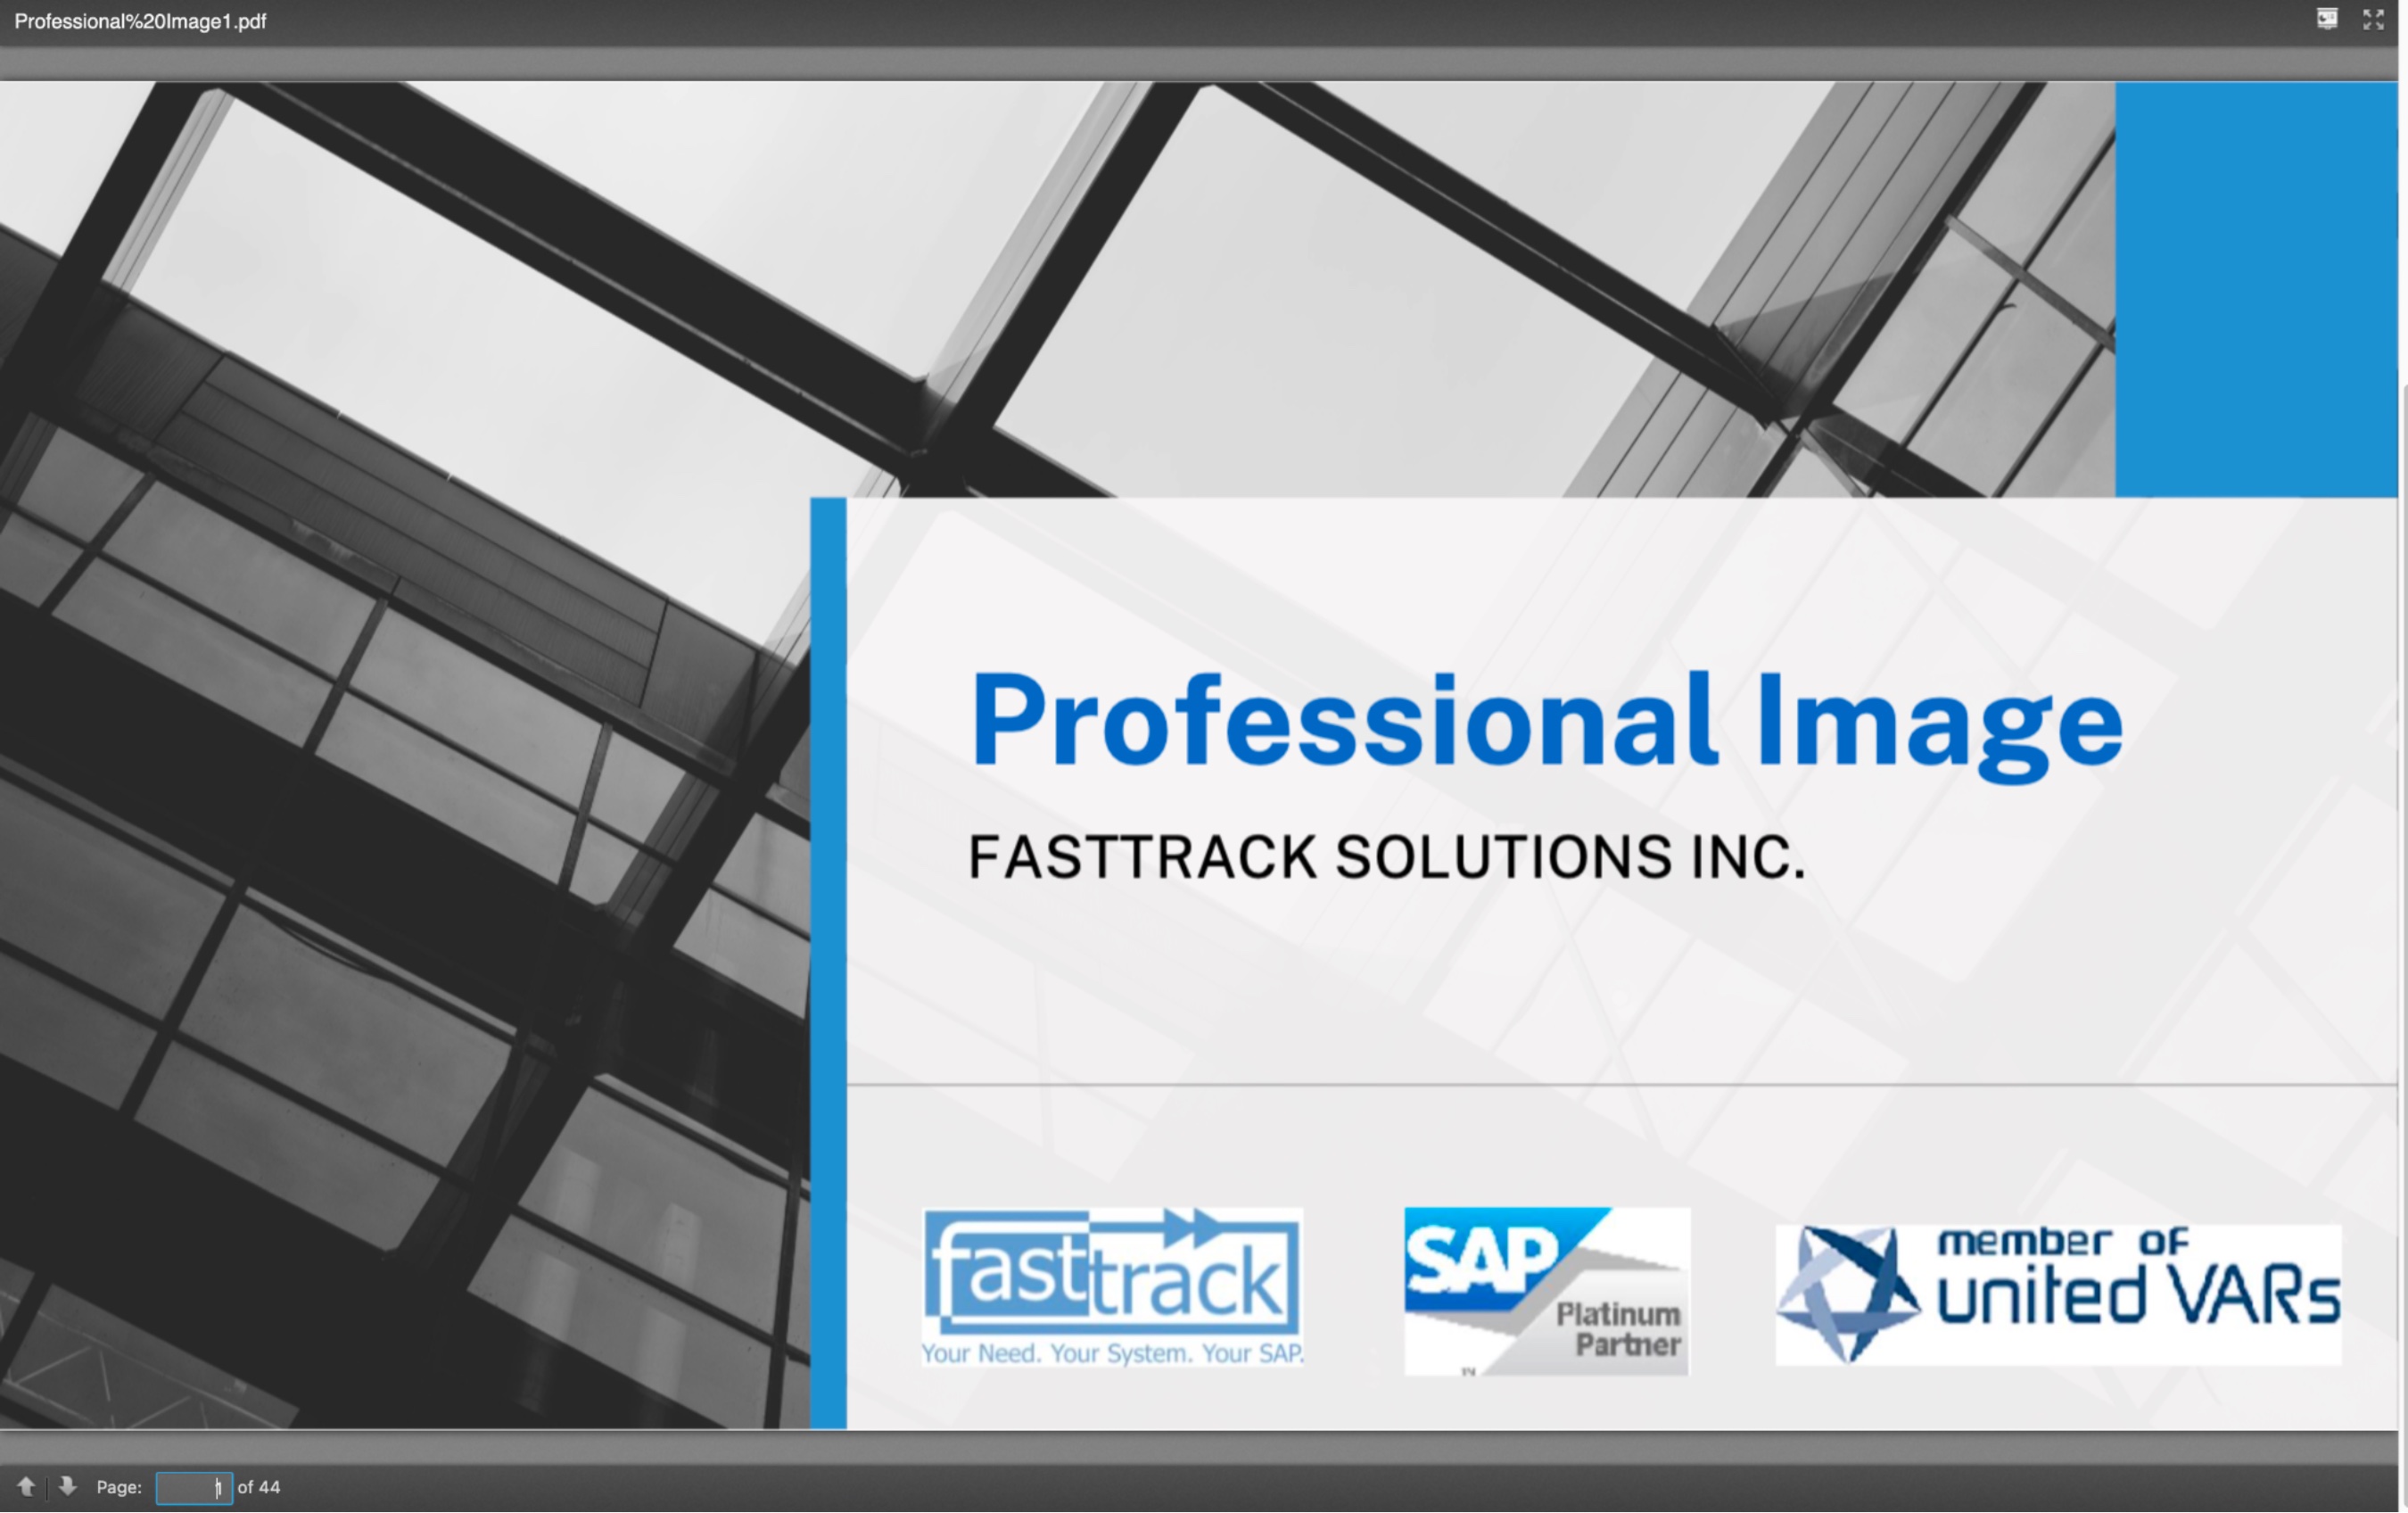 Professional%20Image1.pdf
Professional Image
FASTTRACK SOLUTIONS INC.
fasttrack
Your Need. Your System. Your SAP.
SAP
Platinum
Partner
TM
member of
united VARs
Page: 1 of 44